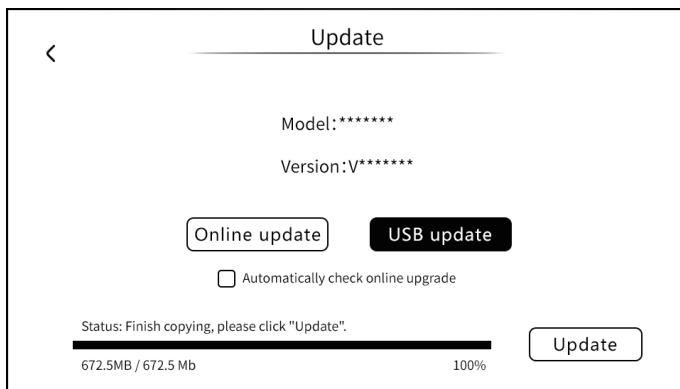 Update
Model:*******
Version:V*******
Online update
USB update
Automatically check online upgrade
Status: Finish copying, please click "Update".
672.5MB / 672.5 Mb
100%
Update